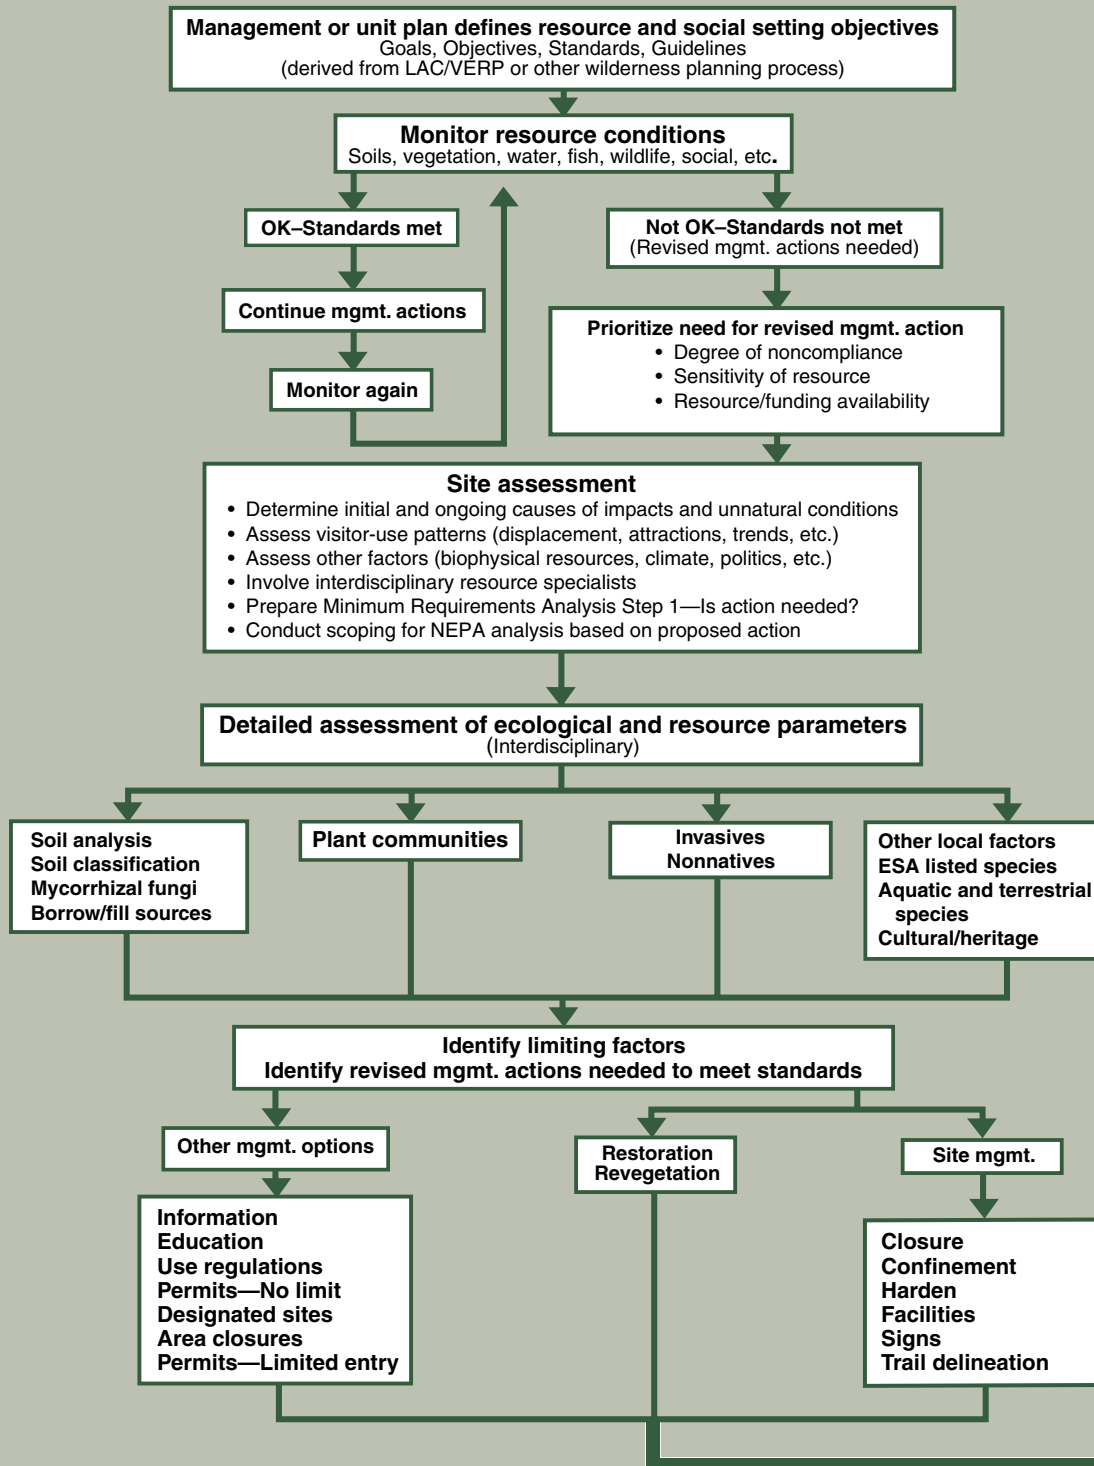 Management or unit plan defines resource and social setting objectives
Goals, Objectives, Standards, Guidelines
(derived from LAC/VERP or other wilderness planning process)
Monitor resource conditions
Soils, vegetation, water, fish, wildlife, social, etc.
OK–Standards met
Continue mgmt. actions
Monitor again
Not OK–Standards not met
(Revised mgmt. actions needed)
Prioritize need for revised mgmt. action
• Degree of noncompliance
• Sensitivity of resource
• Resource/funding availability
Site assessment
• Determine initial and ongoing causes of impacts and unnatural conditions
• Assess visitor-use patterns (displacement, attractions, trends, etc.)
• Assess other factors (biophysical resources, climate, politics, etc.)
• Involve interdisciplinary resource specialists
• Prepare Minimum Requirements Analysis Step 1—Is action needed?
• Conduct scoping for NEPA analysis based on proposed action
Detailed assessment of ecological and resource parameters
(Interdisciplinary)
Soil analysis
Soil classification
Mycorrhizal fungi
Borrow/fill sources
Plant communities
Invasives
Nonnatives
Other local factors
ESA listed species
Aquatic and terrestrial
species
Cultural/heritage
Identify limiting factors
Identify revised mgmt. actions needed to meet standards
Other mgmt. options
Information
Education
Use regulations
Permits—No limit
Designated sites
Area closures
Permits—Limited entry
Restoration
Revegetation
Site mgmt.
Closure
Confinement
Harden
Facilities
Signs
Trail delineation